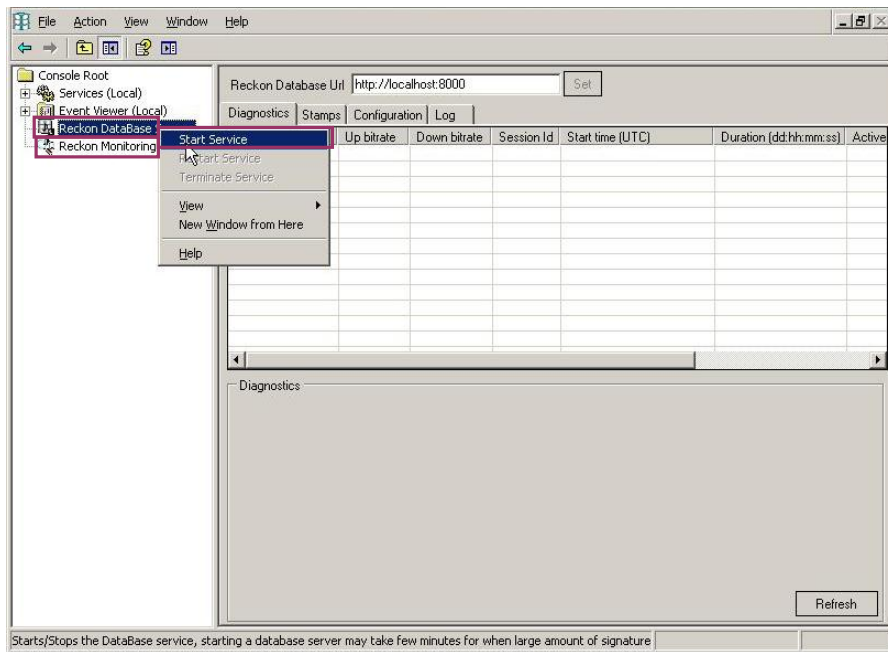 File Action View Window Help
Console Root
Services (Local)
Event Viewer (Local)
Reckon DataBase
Reckon Monitoring
Start Service
Restart Service
Terminate Service
View
New Window from Here
Help
Reckon Database Url http://localhost:8000 Set
Diagnostics Stamps Configuration Log
Up bitrate Down bitrate Session Id Start time (UTC) Duration (dd:hh:mm:ss) Active
Diagnostics
Refresh
Starts/Stops the DataBase service, starting a database server may take few minutes for when large amount of signature